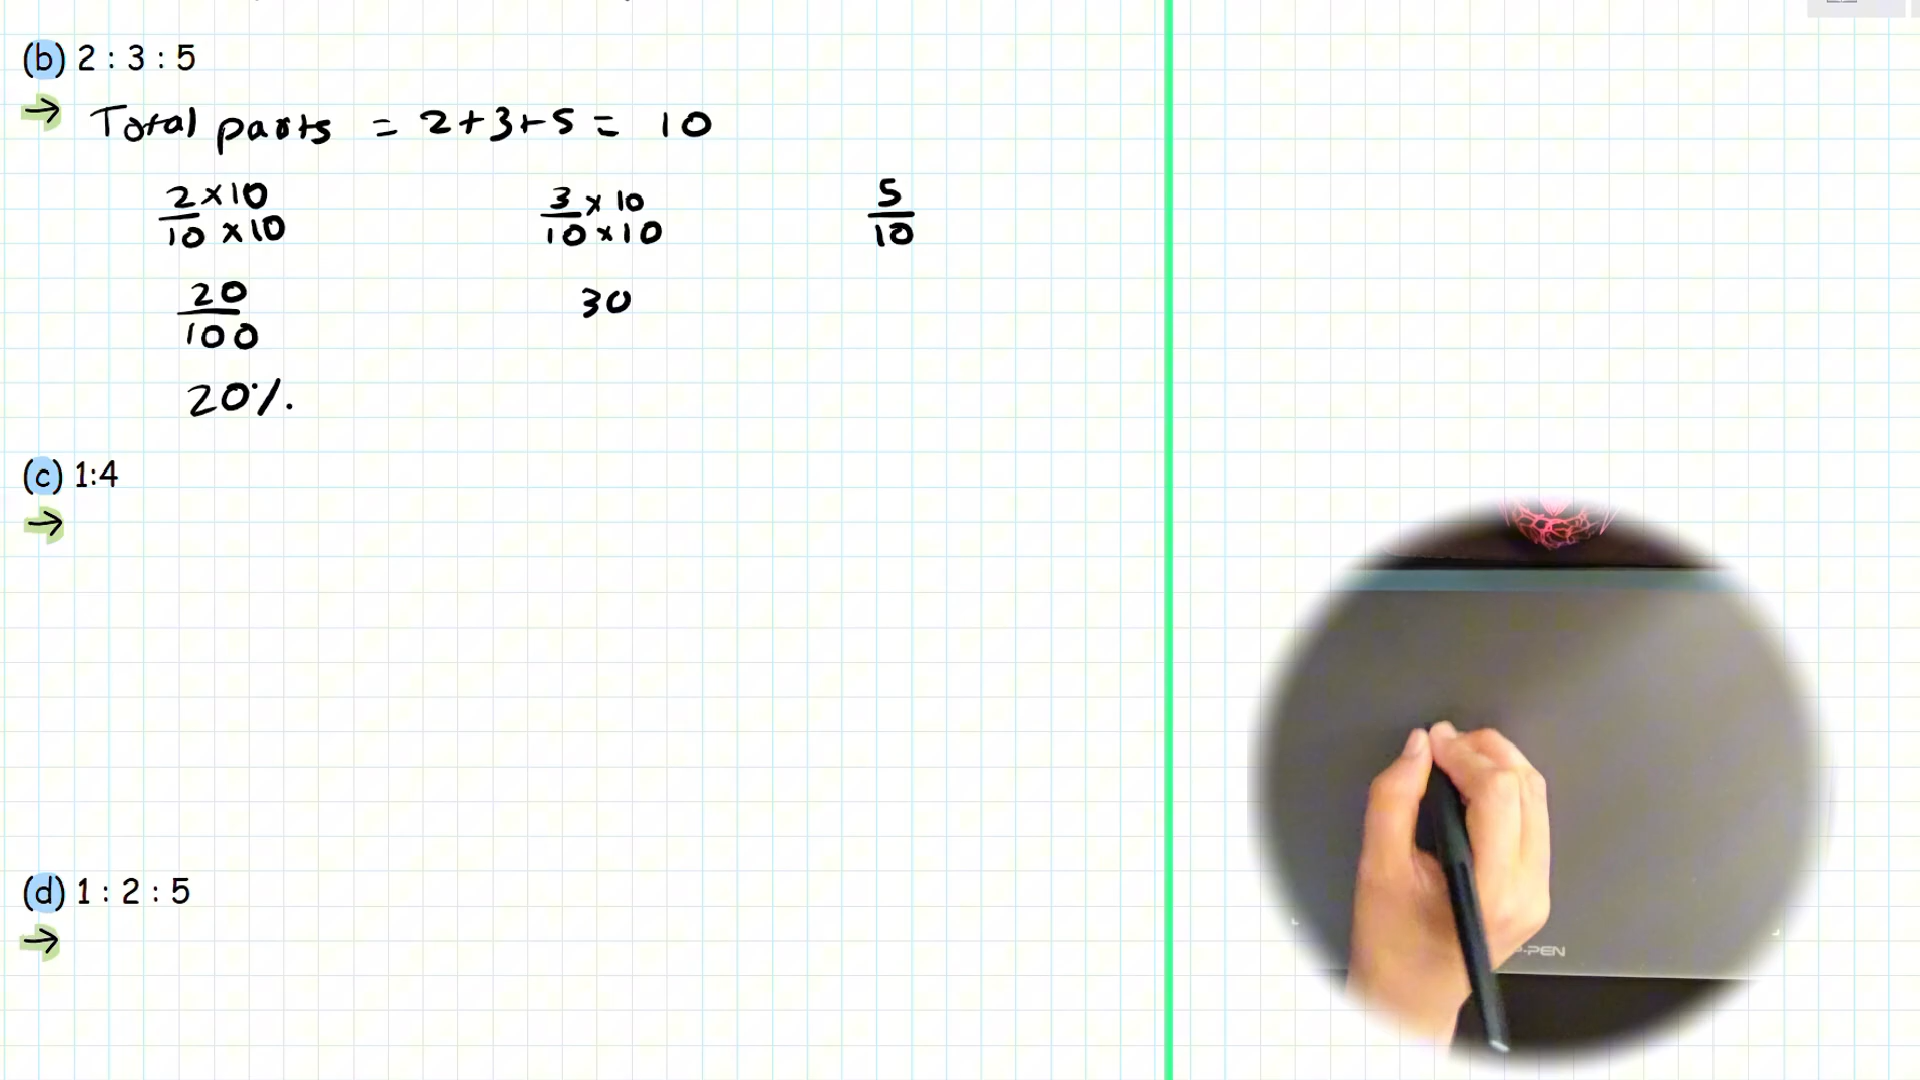 (b) 2 : 3 : 5
→ Total parts = 2+3+5 = 10
2 × 10 / 10 × 10    3 × 10 / 10 × 10    5 / 10
20 / 100    30
20%.
(c) 1:4
→
(d) 1 : 2 : 5
→
-PEN